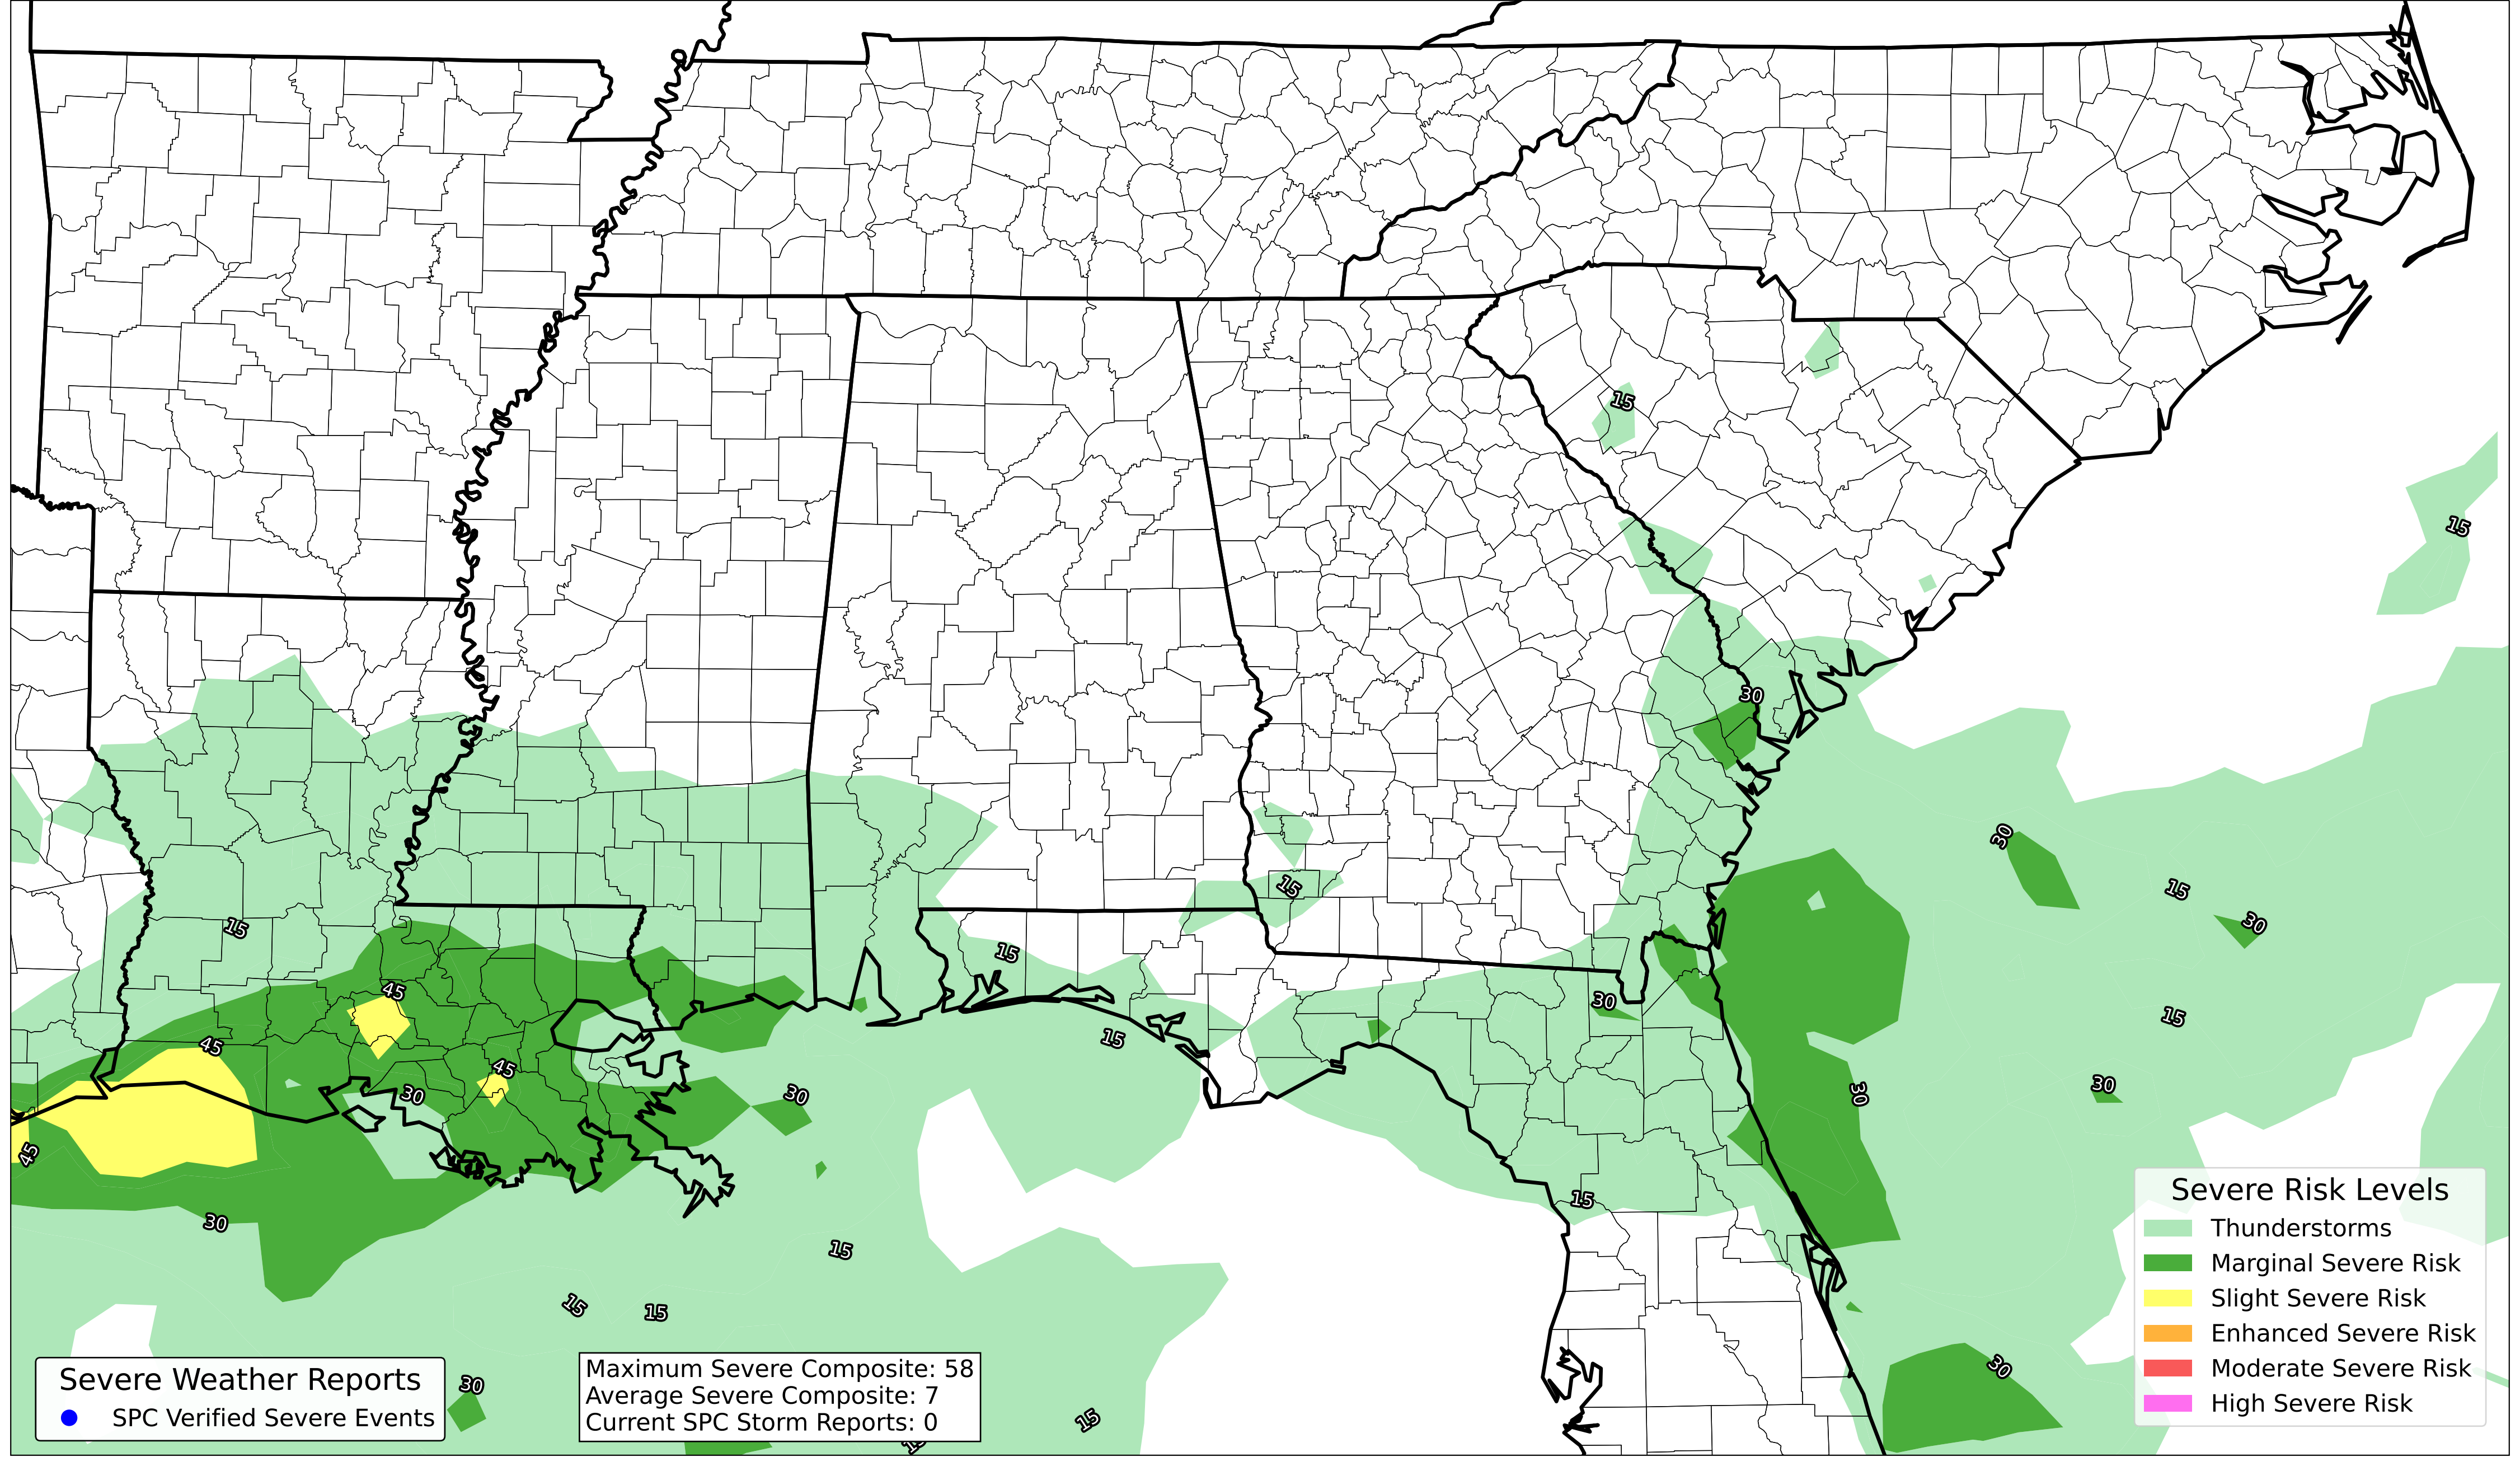 15
15
30
30
15
30
15
15
15
30
45
15
15
45
45
30
30
30
30
45
15
30
15
15
15
30
30
15
15
Severe Risk Levels
Thunderstorms
Marginal Severe Risk
Slight Severe Risk
Enhanced Severe Risk
Moderate Severe Risk
High Severe Risk
Severe Weather Reports
SPC Verified Severe Events
Maximum Severe Composite: 58
Average Severe Composite: 7
Current SPC Storm Reports: 0